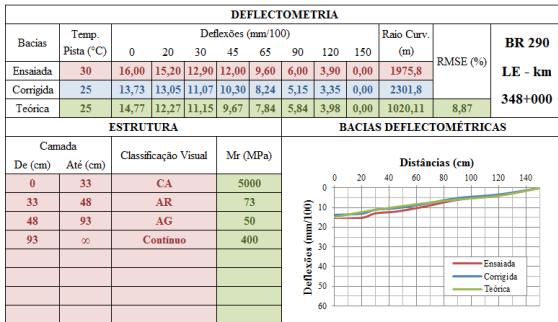 DEFLECTOMETRIA
Bacias Temp. Pista (°C) Deflexões (mm/100) Raio Curv. (m) RMSE (%) BR 290 LE - km 348+000
0 20 30 45 65 90 120 150
Ensaiada 30 16,00 15,20 12,90 12,00 9,60 6,00 3,90 0,00 1975,8
Corrigida 25 13,73 13,05 11,07 10,30 8,24 5,15 3,35 0,00 2301,8
Teórica 25 14,77 12,27 11,15 9,67 7,84 5,84 3,98 0,00 1020,11 8,87
ESTRUTURA BACIAS DEFLECTOMÉTRICAS
Camada Classificação Visual Mr (MPa)
De (cm) Até (cm)
0 33 CA 5000
33 48 AR 73
48 93 AG 50
93 ∞ Contínuo 400
Distâncias (cm)
0 20 40 60 80 100 120 140
Deflexões (mm/100)
0
10
20
30
40
50
60
Ensaiada
Corrigida
Teórica